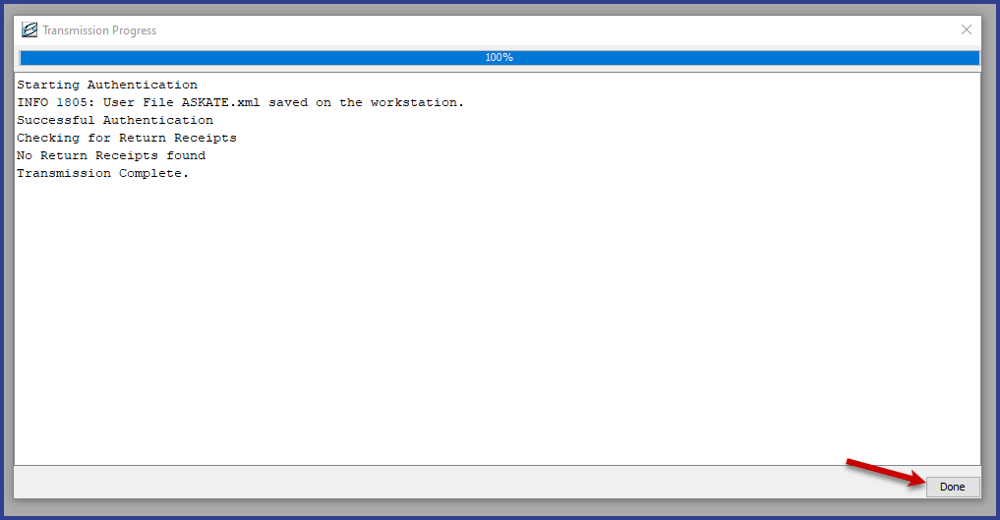 Transmission Progress
100%
Starting Authentication
INFO 1805: User File ASKATE.xml saved on the workstation.
Successful Authentication
Checking for Return Receipts
No Return Receipts found
Transmission Complete.
Done